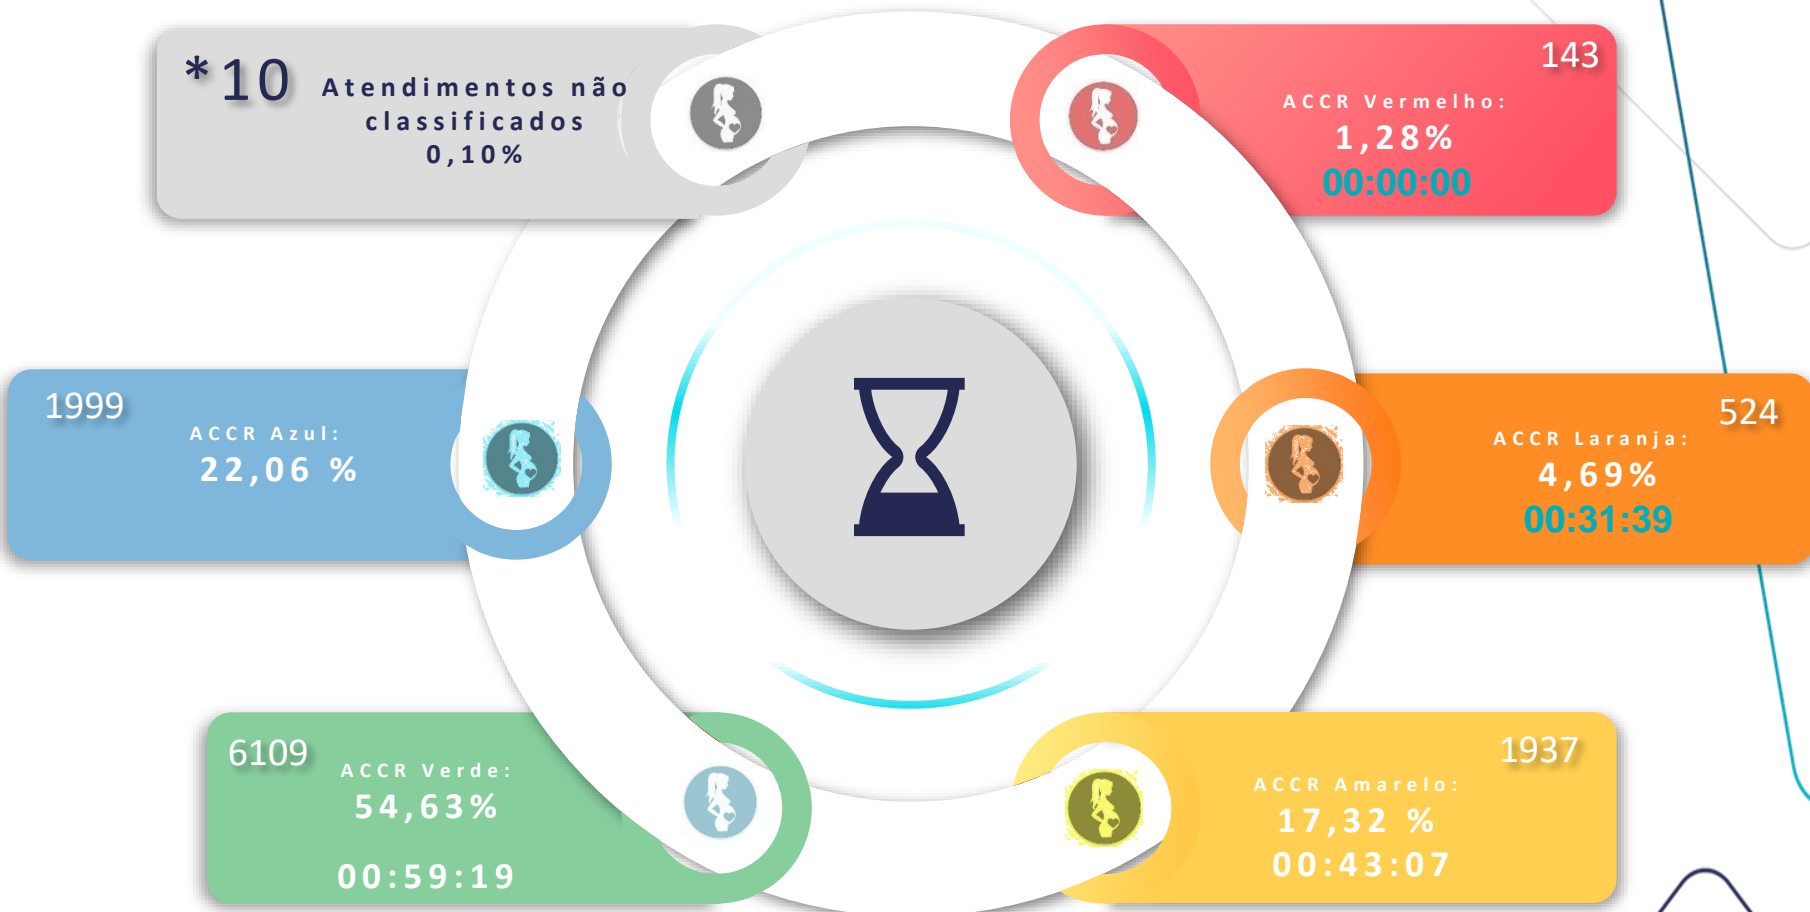 *10
Atendimentos não
classificados
0,10%
143
ACCR Vermelho:
1,28%
00:00:00
1999
ACCR Azul:
22,06 %
524
ACCR Laranja:
4,69%
00:31:39
6109
ACCR Verde:
54,63%
00:59:19
1937
ACCR Amarelo:
17,32 %
00:43:07